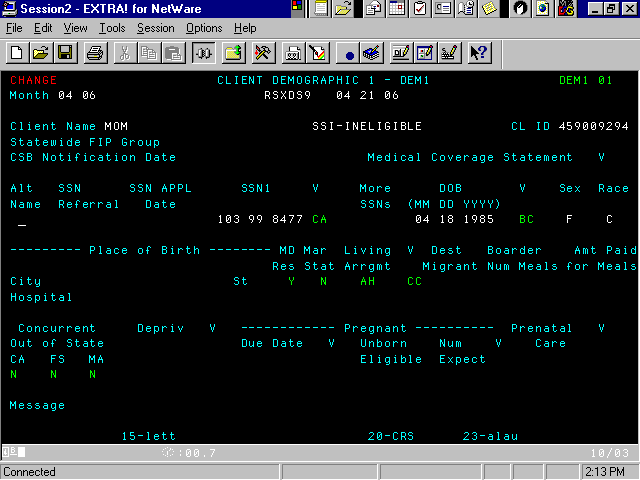 Session2 - EXTRA! for NetWare
File Edit View Tools Session Options Help
CHANGE CLIENT DEMOGRAPHIC 1 - DEM1 DEM1 01
Month 04 06 RSXDS9 04 21 06
Client Name MOM SSI-INELIGIBLE CL ID 459009294
Statewide FIP Group
CSB Notification Date Medical Coverage Statement V
Alt SSN SSN APPL SSN1 V More DOB V Sex Race
Name Referral Date SSNs (MM DD YYYY)
_ 103 99 8477 CA 04 18 1985 BC F C
--------- Place of Birth -------- MD Mar Living V Dest Boarder Amt Paid
Res Stat Arrgmt Migrant Num Meals for Meals
City St Y N AH CC
Hospital
Concurrent Depriv V ------------ Pregnant ---------- Prenatal V
Out of State Due Date V Unborn Num V Care
CA FS MA Eligible Expect
N N N
Message
15-lett 20-CRS 23-alau
:00.7 10/03
Connected 2:13 PM